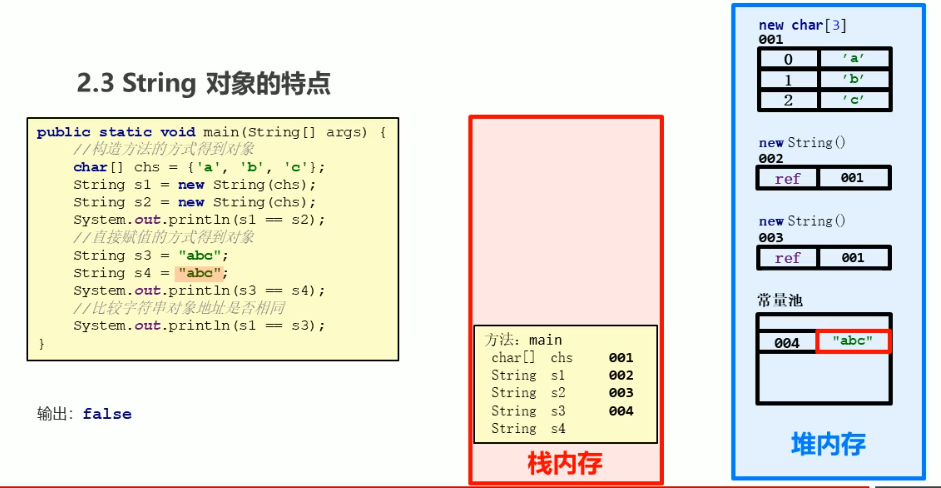 2.3 String 对象的特点
public static void main(String[] args) {
//构造方法的方式得到对象
char[] chs = {'a', 'b', 'c'};
String s1 = new String(chs);
String s2 = new String(chs);
System.out.println(s1 == s2);
//直接赋值的方式得到对象
String s3 = "abc";
String s4 = "abc";
System.out.println(s3 == s4);
//比较字符串对象地址是否相同
System.out.println(s1 == s3);
}
输出: false
方法: main
char[] chs 001
String s1 002
String s2 003
String s3 004
String s4
栈内存
new char[3]
001
0 'a'
1 'b'
2 'c'
new String()
002
ref 001
new String()
003
ref 001
常量池
004 "abc"
堆内存